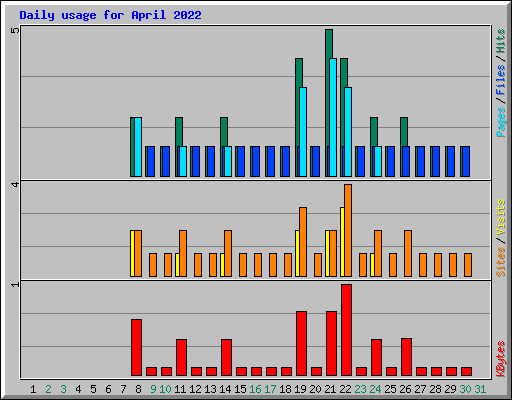 Daily usage for April 2022
5
4
1
Pages / Files / Hits
Sites / Visits
KBytes
1 2 3 4 5 6 7 8 9 10 11 12 13 14 15 16 17 18 19 20 21 22 23 24 25 26 27 28 29 30 31